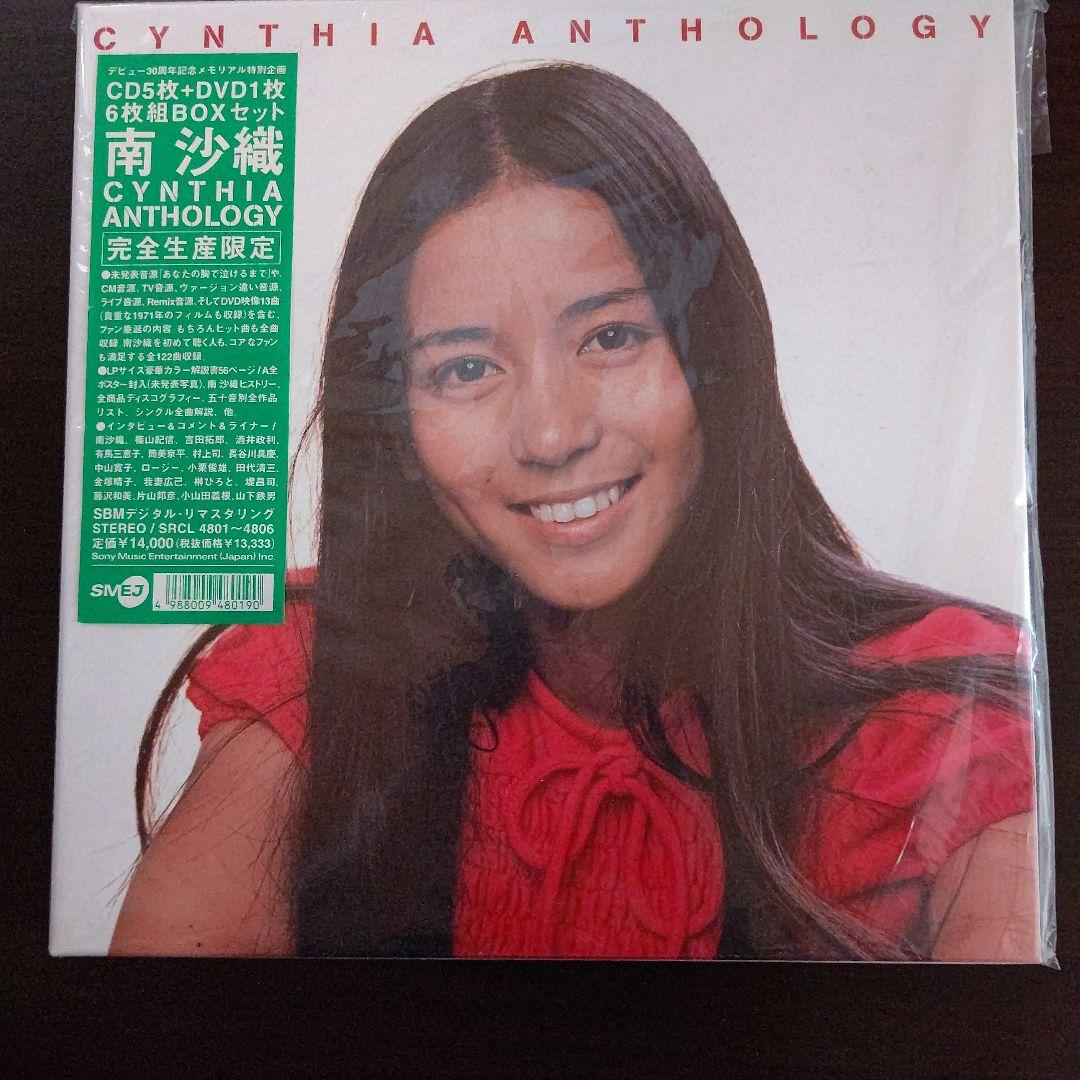 CYNTHIA ANTHOLOGY
デビュー30周年記念メモリアル特別企画
CD5枚+DVD1枚
6枚組BOXセット
南 沙織
CYNTHIA
ANTHOLOGY
完全生産限定
●未発表音源「あなたの胸で泣けるまで」や、
CM音源、TV音源、ヴァージョン違い音源、
ライブ音源、Remix音源、そしてDVD映像13曲
(貴重な1971年のフィルムも収録)を含む、
ファン垂涎の内容 もちろんヒット曲も全曲
収録。南沙織を初めて聴く人も、コアなファン
も満足する全122曲収録。
●LPサイズ豪華カラー解説書56ページ/A全
ポスター封入(未発表写真)、南 沙織ヒストリー、
全商品ディスコグラフィー、五十音別全作品
リスト、シングル全曲解説、他。
●インタビュー&コメント&ライナー/
南沙織、篠山紀信、吉田拓郎、酒井政利、
有馬三恵子、筒美京平、村上司、長谷川具慶、
中山寛子、ロージー、小栗俊雄、田代清三、
金塚晴子、我妻広己、榊ひろと、堤昌司、
藤沢和美、片山邦彦、小山田義根、山下鉄男
SBMデジタル・リマスタリング
STEREO / SRCL 4801～4806
定価￥14,000(税抜価格￥13,333)
Sony Music Entertainment (Japan) Inc.
SMEJ
4 988009 480190